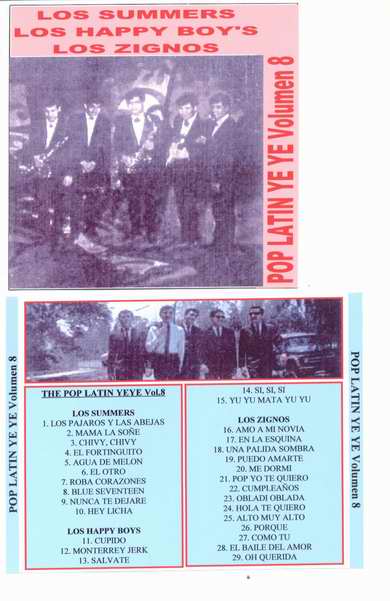 LOS SUMMERS
LOS HAPPY BOY'S
LOS ZIGNOS
POP LATIN YE YE Volumen 8
POP LATIN YE YE Volumen 8
THE POP LATIN YEYE Vol.8
LOS SUMMERS
1. LOS PAJAROS Y LAS ABEJAS
2. MAMA LA SOÑE
3. CHIVY, CHIVY
4. EL FORTINGUITO
5. AGUA DE MELON
6. EL OTRO
7. ROBA CORAZONES
8. BLUE SEVENTEEN
9. NUNCA TE DEJARE
10. HEY LICHA
LOS HAPPY BOYS
11. CUPIDO
12. MONTERREY JERK
13. SALVATE
14. SI, SI, SI
15. YU YU MATA YU YU
LOS ZIGNOS
16. AMO A MI NOVIA
17. EN LA ESQUINA
18. UNA PALIDA SOMBRA
19. PUEDO AMARTE
20. ME DORMI
21. POP YO TE QUIERO
22. CUMPLEAÑOS
23. OBLADI OBLADA
24. HOLA TE QUIERO
25. ALTO MUY ALTO
26. PORQUE
27. COMO TU
28. EL BAILE DEL AMOR
29. OH QUERIDA
POP LATIN YE YE Volumen 8